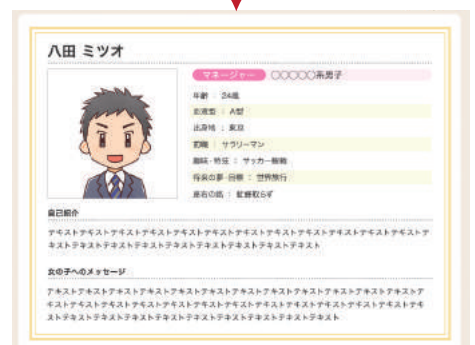 八田 ミツオ
マネージャー 〇〇〇〇〇系男子
年齢 : 24歳
血液型 : A型
出身地 : 東京
前職 : サラリーマン
趣味・特技 : サッカー観戦
将来の夢・目標 : 世界旅行
座右の銘 :
自己紹介
テキストテキストテキストテキストテキストテキストテキストテキストテキストテキストテキストテキストテ
キストテキストテキストテキストテキストテキストテキストテキストテキスト
女の子へのメッセージ
テキストテキストテキストテキストテキストテキストテキストテキストテキストテキストテキストテキストテ
キストテキストテキストテキストテキストテキストテキストテキストテキストテキストテキストテキストテキ
ストテキストテキストテキストテキストテキストテキストテキストテキストテキスト